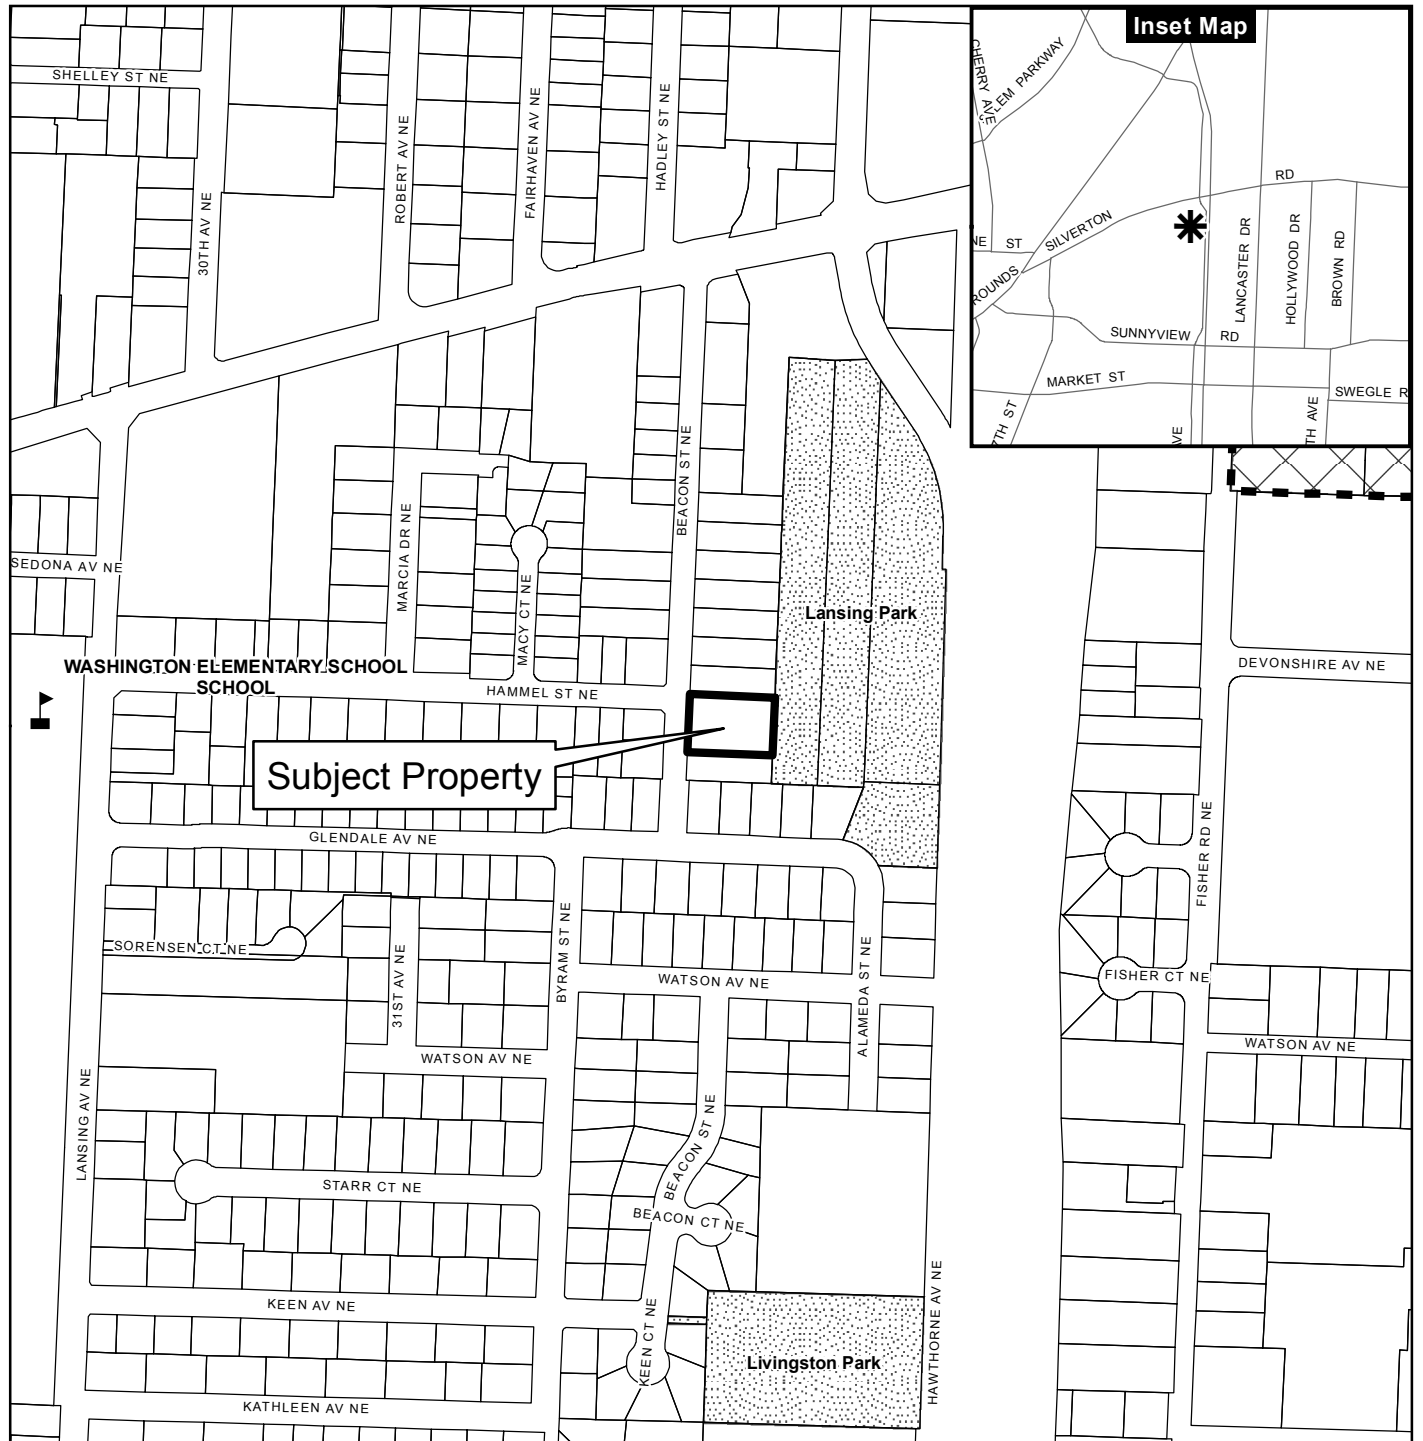 Inset Map
CHERRY AVE
SALEM PARKWAY
RD
NE ST
SILVERTON
ROUNDS
LANCASTER DR
HOLLYWOOD DR
BROWN RD
SUNNYVIEW RD
MARKET ST
SWEGLE R
7TH ST
AVE
TH AVE
SHELLEY ST NE
30TH AV NE
ROBERT AV NE
FAIRHAVEN AV NE
HADLEY ST NE
BEACON ST NE
MARCIA DR NE
MACY CT NE
SEDONA AV NE
Lansing Park
WASHINGTON ELEMENTARY SCHOOL
SCHOOL
HAMMEL ST NE
DEVONSHIRE AV NE
Subject Property
GLENDALE AV NE
FISHER RD NE
SORENSEN CT NE
31ST AV NE
BYRAM ST NE
WATSON AV NE
ALAMEDA ST NE
FISHER CT NE
WATSON AV NE
WATSON AV NE
LANSING AV NE
BEACON ST NE
STARR CT NE
BEACON CT NE
KEEN AV NE
KEEN CT NE
HAWTHORNE AV NE
Livingston Park
KATHLEEN AV NE